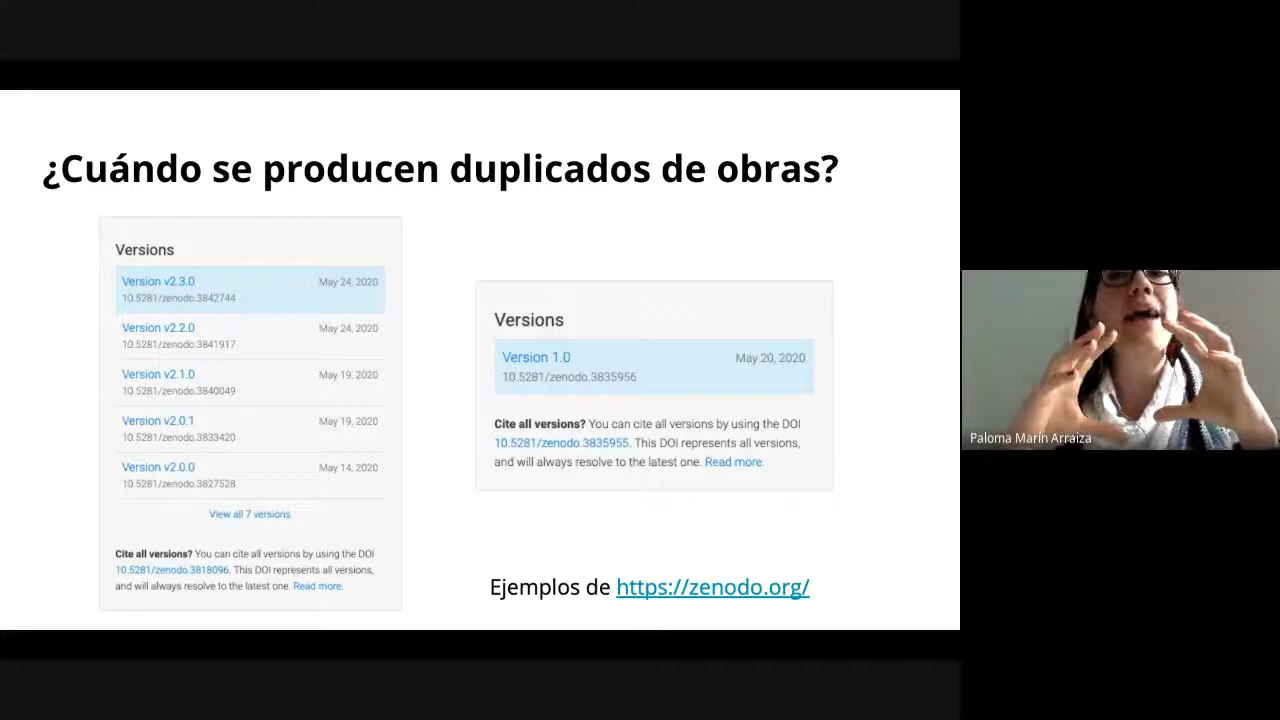 ¿Cuándo se producen duplicados de obras?
Versions
Version v2.3.0 May 24, 2020
10.5281/zenodo.3842744
Version v2.2.0 May 24, 2020
10.5281/zenodo.3841917
Version v2.1.0 May 19, 2020
10.5281/zenodo.3840049
Version v2.0.1 May 19, 2020
10.5281/zenodo.3833420
Version v2.0.0 May 14, 2020
10.5281/zenodo.3827528
View all 7 versions
Cite all versions? You can cite all versions by using the DOI
10.5281/zenodo.3818096. This DOI represents all versions,
and will always resolve to the latest one. Read more.
Versions
Version 1.0 May 20, 2020
10.5281/zenodo.3835956
Cite all versions? You can cite all versions by using the DOI
10.5281/zenodo.3835955. This DOI represents all versions,
and will always resolve to the latest one. Read more.
Ejemplos de https://zenodo.org/
Paloma Marín Arraiza